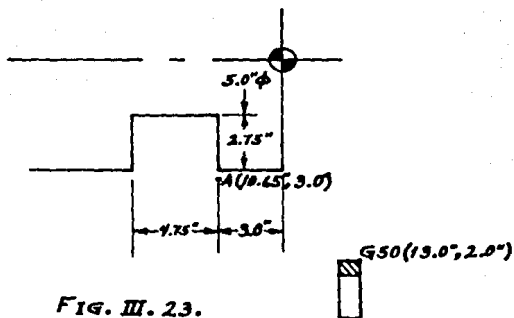 5.0"ϕ
2.75"
A(10.65", 3.0)
4.75"
3.0"
G50(13.0", 2.0")
FIG. III. 23.